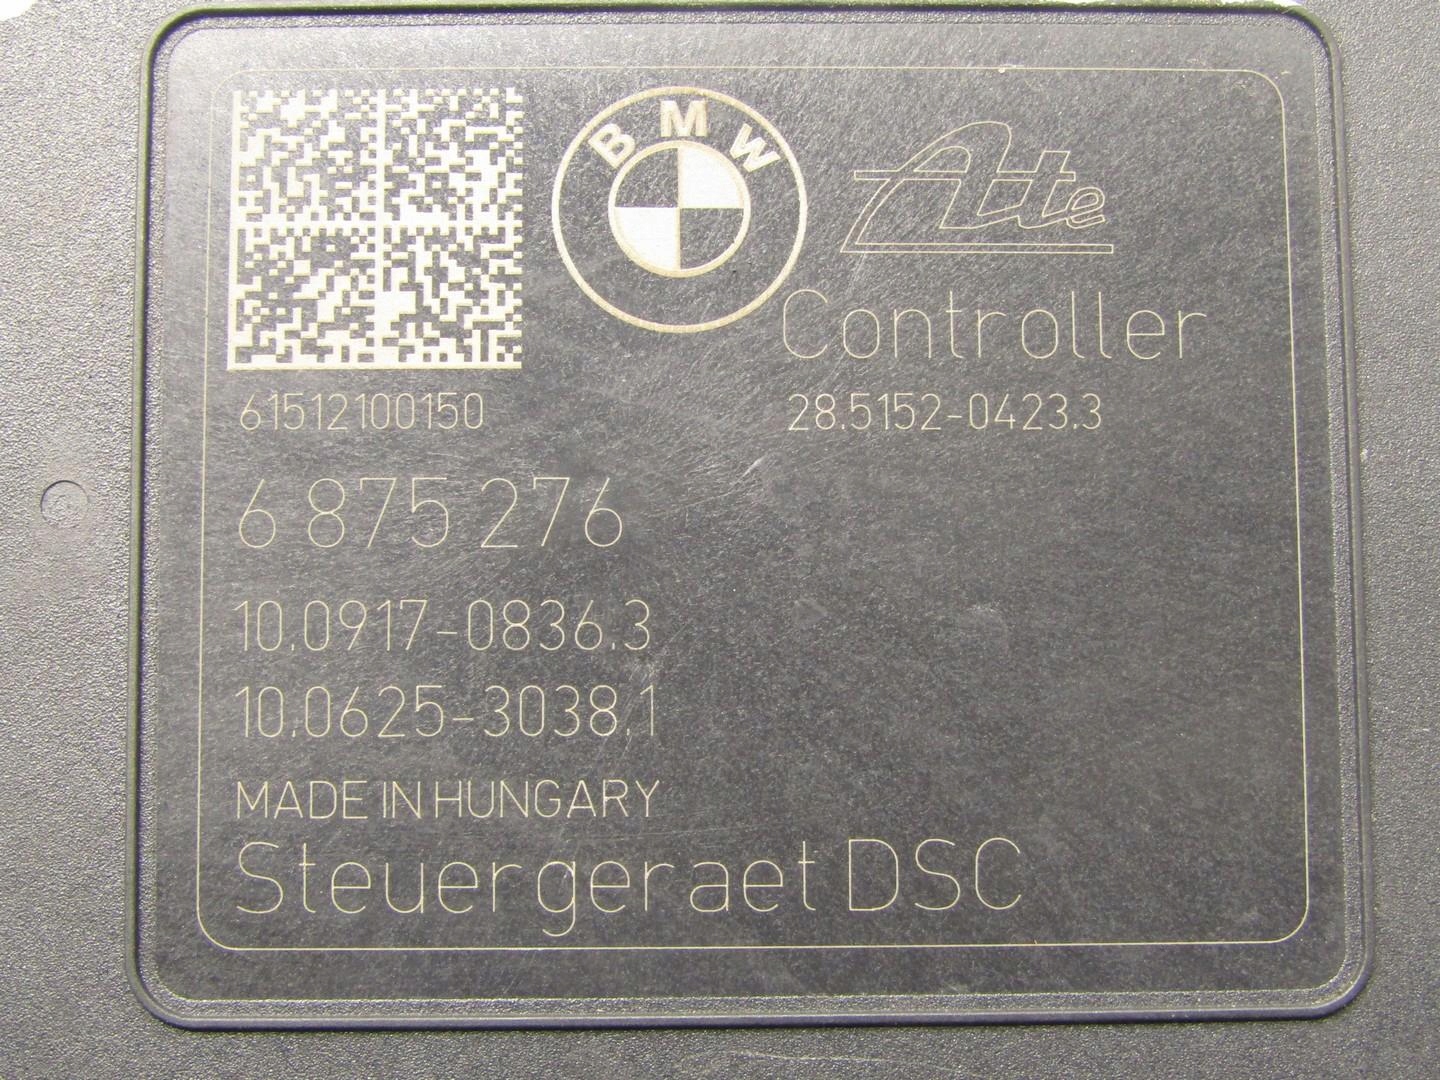 BMW
Ate
Controller
61512100150
28.5152-0423.3
6 875 276
10.0917-0836.3
10.0625-3038.1
MADE IN HUNGARY
Steuergeraet DSC